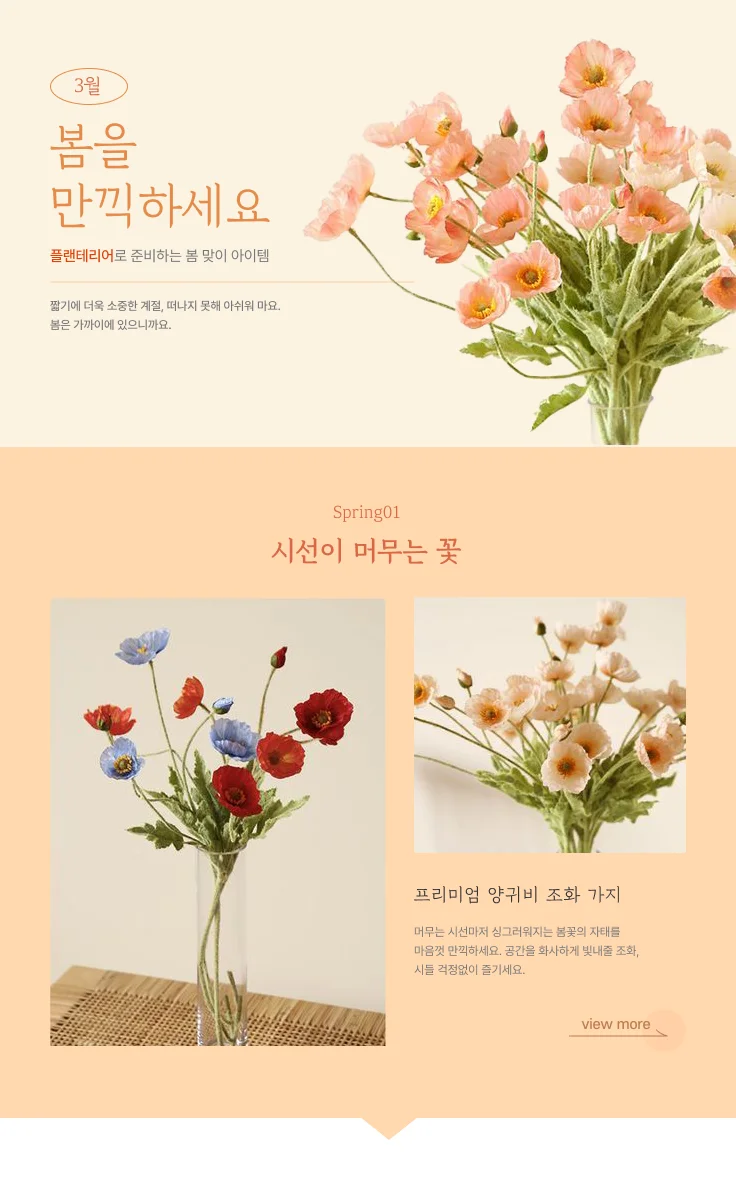 3월
봄을
만끽하세요
플랜테리어로 준비하는 봄 맞이 아이템
짧기에 더욱 소중한 계절, 떠나지 못해 아쉬워 마요.
봄은 가까이에 있으니까요.
Spring01
시선이 머무는 꽃
프리미엄 양귀비 조화 가지
머무는 시선마저 싱그러워지는 봄꽃의 자태를
마음껏 만끽하세요. 공간을 화사하게 빛내줄 조화,
시들 걱정없이 즐기세요.
view more